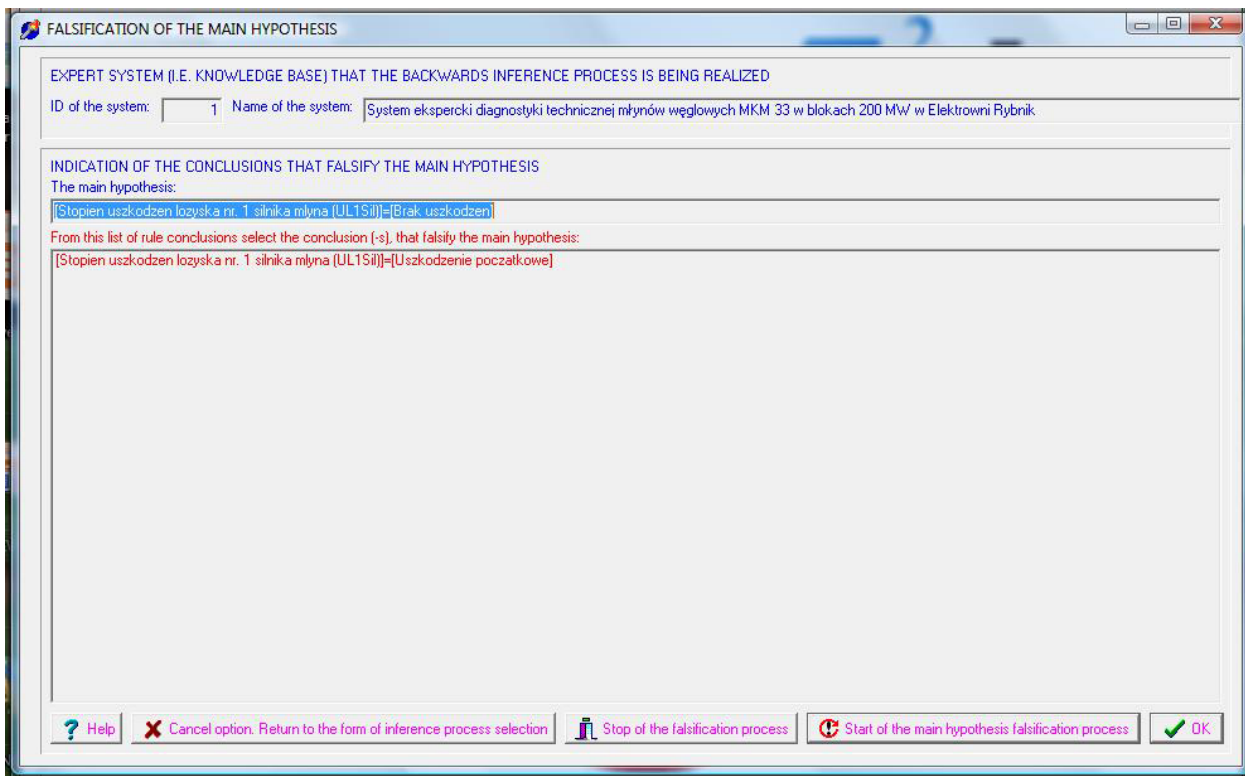 FALSIFICATION OF THE MAIN HYPOTHESIS
EXPERT SYSTEM (I.E. KNOWLEDGE BASE) THAT THE BACKWARDS INFERENCE PROCESS IS BEING REALIZED
ID of the system: 1 Name of the system: System ekspercki diagnostyki technicznej młynów węglowych MKM 33 w blokach 200 MW w Elektrowni Rybnik
INDICATION OF THE CONCLUSIONS THAT FALSIFY THE MAIN HYPOTHESIS
The main hypothesis:
[Stopien uszkodzen lozyska nr. 1 silnika mlyna (UL1Sil)]=[Brak uszkodzen]
From this list of rule conclusions select the conclusion (-s), that falsify the main hypothesis:
[Stopien uszkodzen lozyska nr. 1 silnika mlyna (UL1Sil)]=[Uszkodzenie poczatkowe]
Help Cancel option. Return to the form of inference process selection Stop of the falsification process Start of the main hypothesis falsification process OK